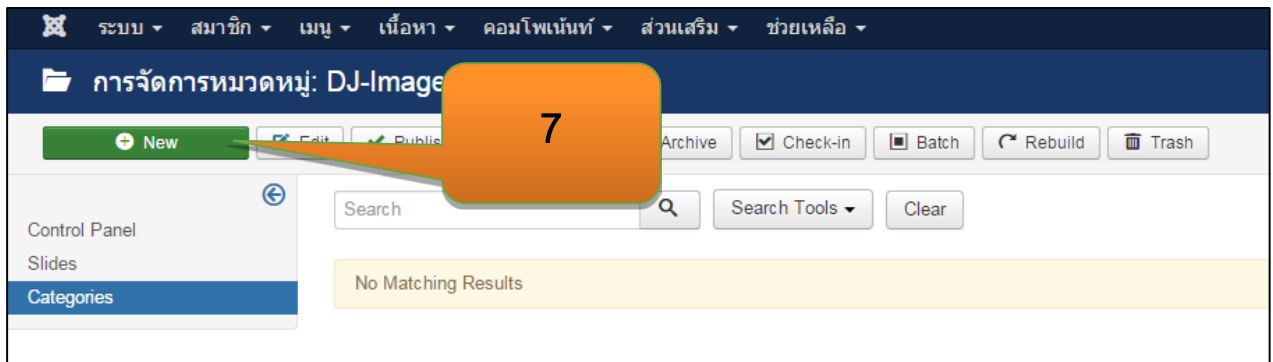 ระบบ สมาชิก เมนู เนื้อหา คอมโพเน้นท์ ส่วนเสริม ช่วยเหลือ
การจัดการหมวดหมู่: DJ-Image
7
New Edit Publis Archive Check-in Batch Rebuild Trash
Search Search Tools Clear
Control Panel
Slides
Categories
No Matching Results